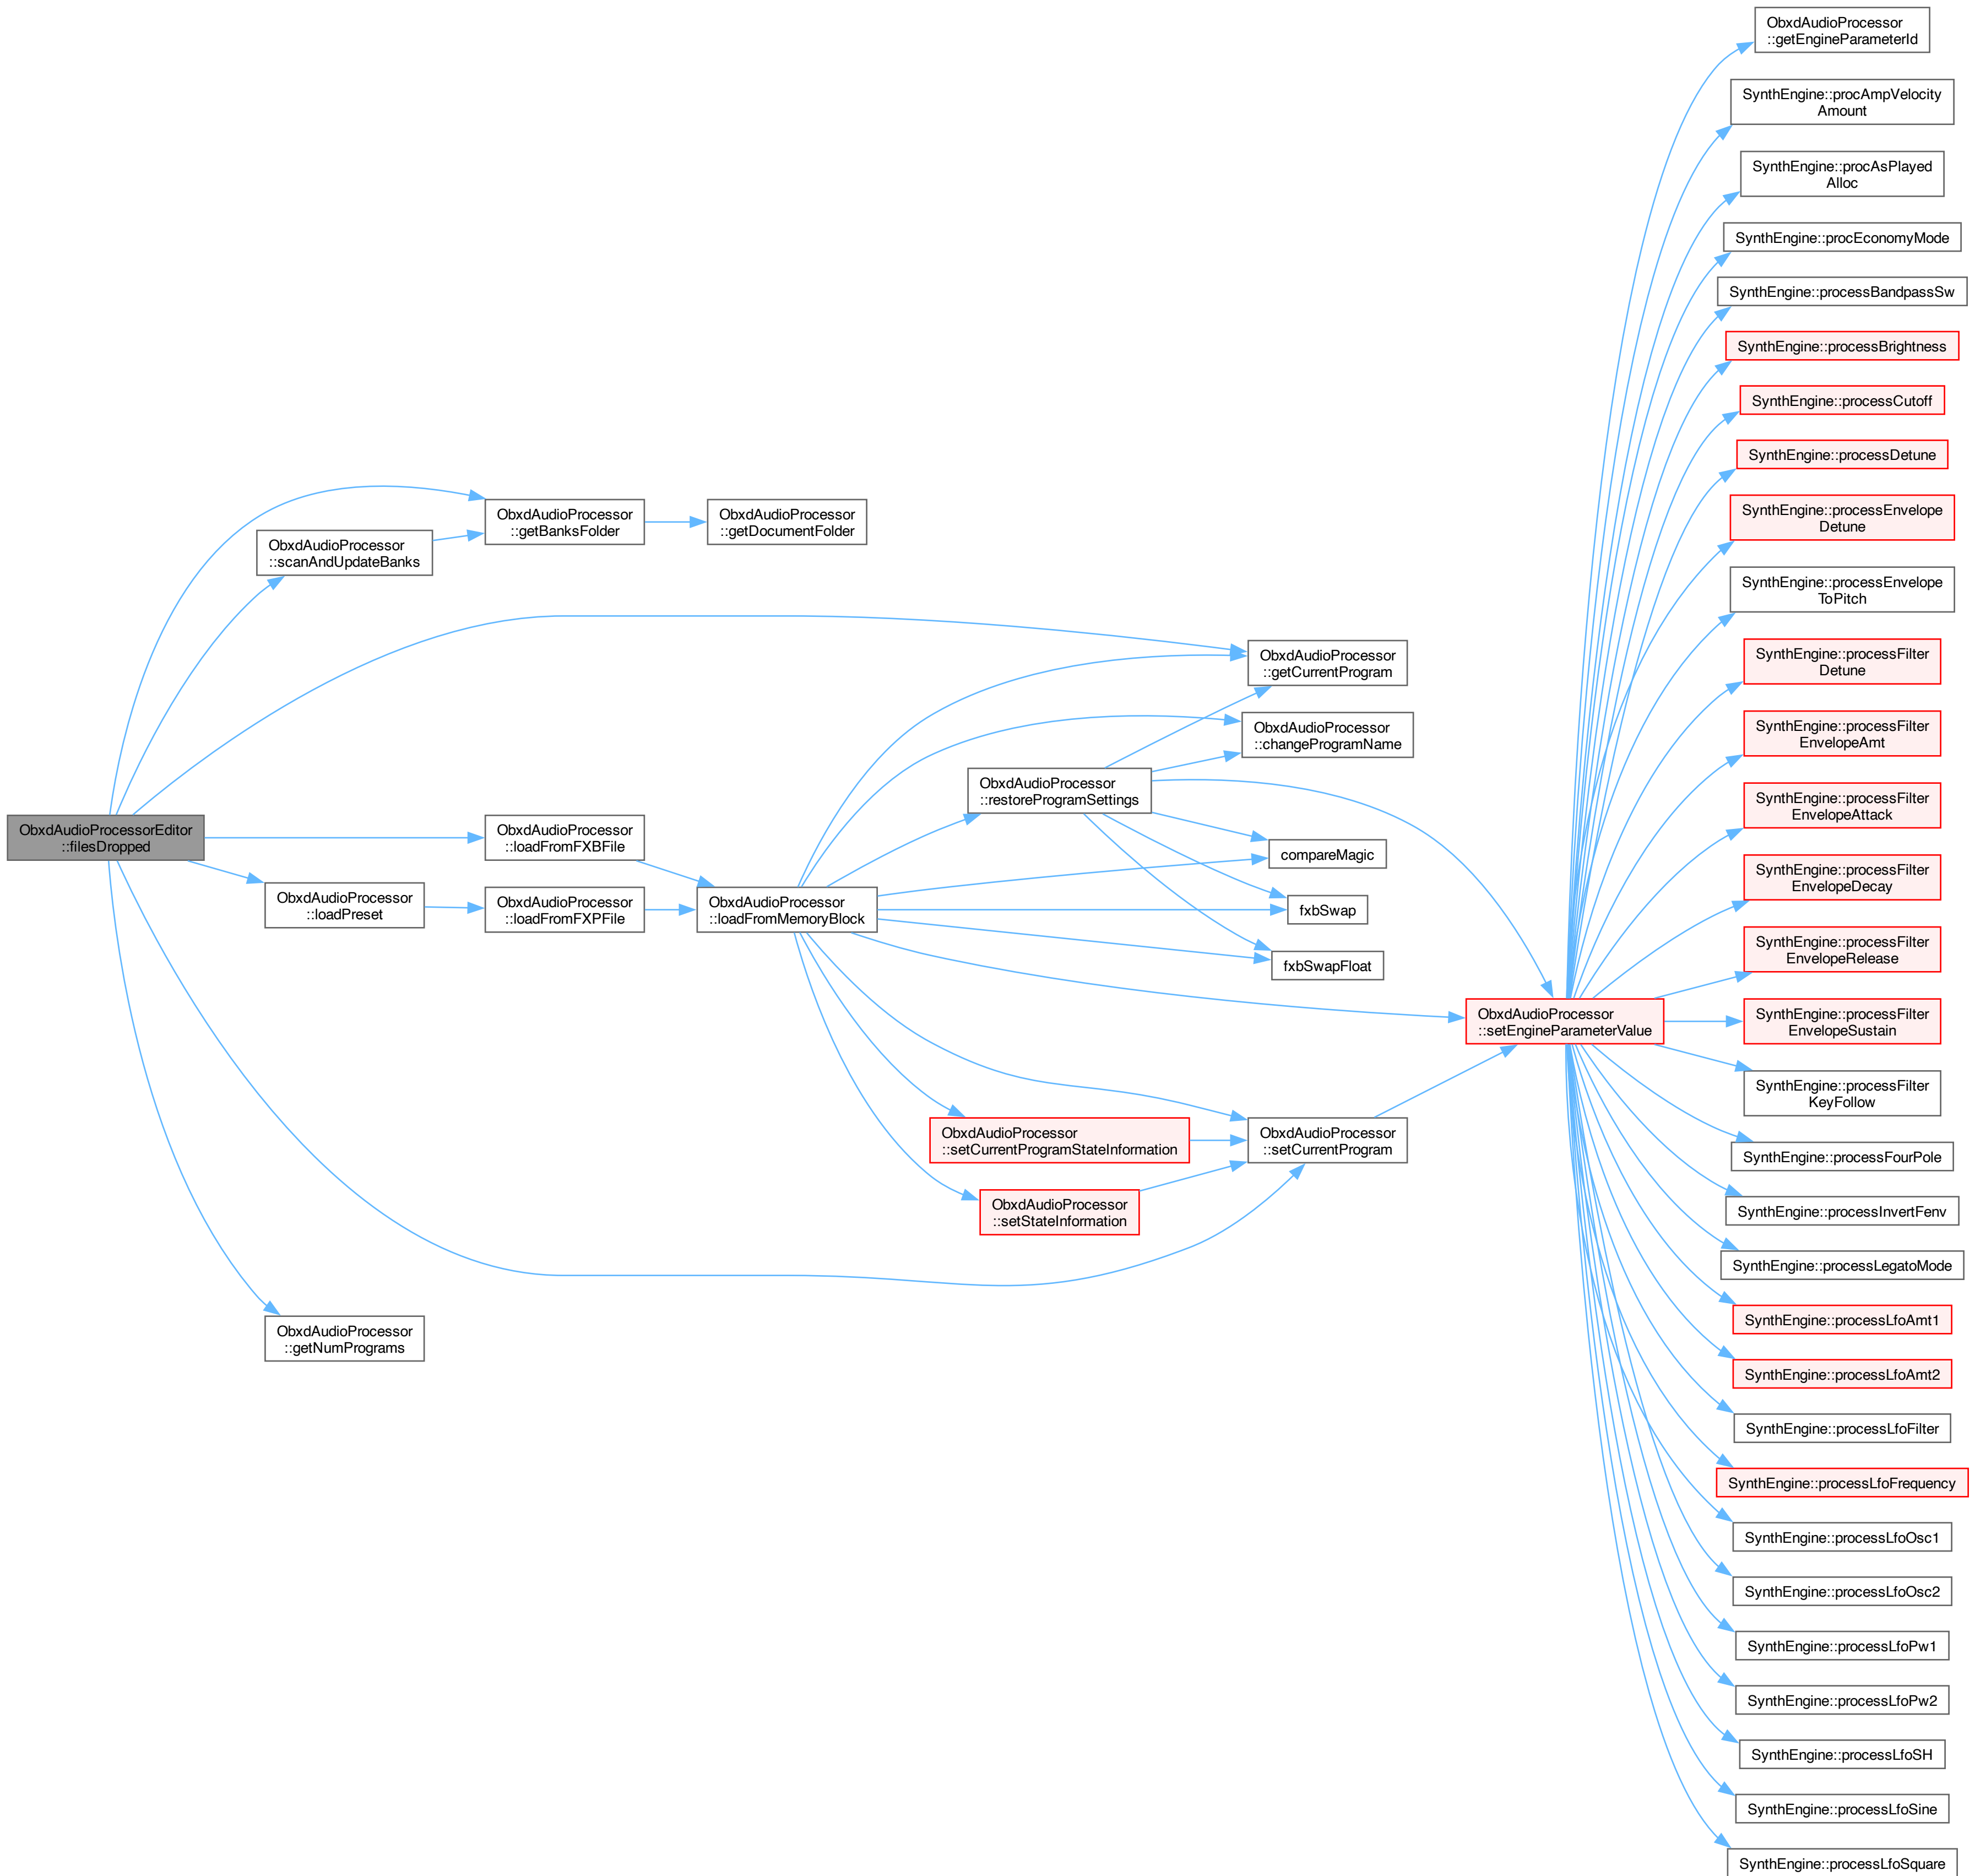 ObxdAudioProcessorEditor
::filesDropped
ObxdAudioProcessor
::scanAndUpdateBanks
ObxdAudioProcessor
::loadPreset
ObxdAudioProcessor
::getNumPrograms
ObxdAudioProcessor
::getBanksFolder
ObxdAudioProcessor
::loadFromFXBFile
ObxdAudioProcessor
::loadFromFXPFile
ObxdAudioProcessor
::getDocumentFolder
ObxdAudioProcessor
::loadFromMemoryBlock
ObxdAudioProcessor
::restoreProgramSettings
ObxdAudioProcessor
::setCurrentProgramStateInformation
ObxdAudioProcessor
::setStateInformation
ObxdAudioProcessor
::getCurrentProgram
ObxdAudioProcessor
::changeProgramName
compareMagic
fxbSwap
fxbSwapFloat
ObxdAudioProcessor
::setCurrentProgram
ObxdAudioProcessor
::setEngineParameterValue
ObxdAudioProcessor
::getEngineParameterId
SynthEngine::procAmpVelocity
Amount
SynthEngine::procAsPlayed
Alloc
SynthEngine::procEconomyMode
SynthEngine::processBandpassSw
SynthEngine::processBrightness
SynthEngine::processCutoff
SynthEngine::processDetune
SynthEngine::processEnvelope
Detune
SynthEngine::processEnvelope
ToPitch
SynthEngine::processFilter
Detune
SynthEngine::processFilter
EnvelopeAmt
SynthEngine::processFilter
EnvelopeAttack
SynthEngine::processFilter
EnvelopeDecay
SynthEngine::processFilter
EnvelopeRelease
SynthEngine::processFilter
EnvelopeSustain
SynthEngine::processFilter
KeyFollow
SynthEngine::processFourPole
SynthEngine::processInvertFenv
SynthEngine::processLegatoMode
SynthEngine::processLfoAmt1
SynthEngine::processLfoAmt2
SynthEngine::processLfoFilter
SynthEngine::processLfoFrequency
SynthEngine::processLfoOsc1
SynthEngine::processLfoOsc2
SynthEngine::processLfoPw1
SynthEngine::processLfoPw2
SynthEngine::processLfoSH
SynthEngine::processLfoSine
SynthEngine::processLfoSquare